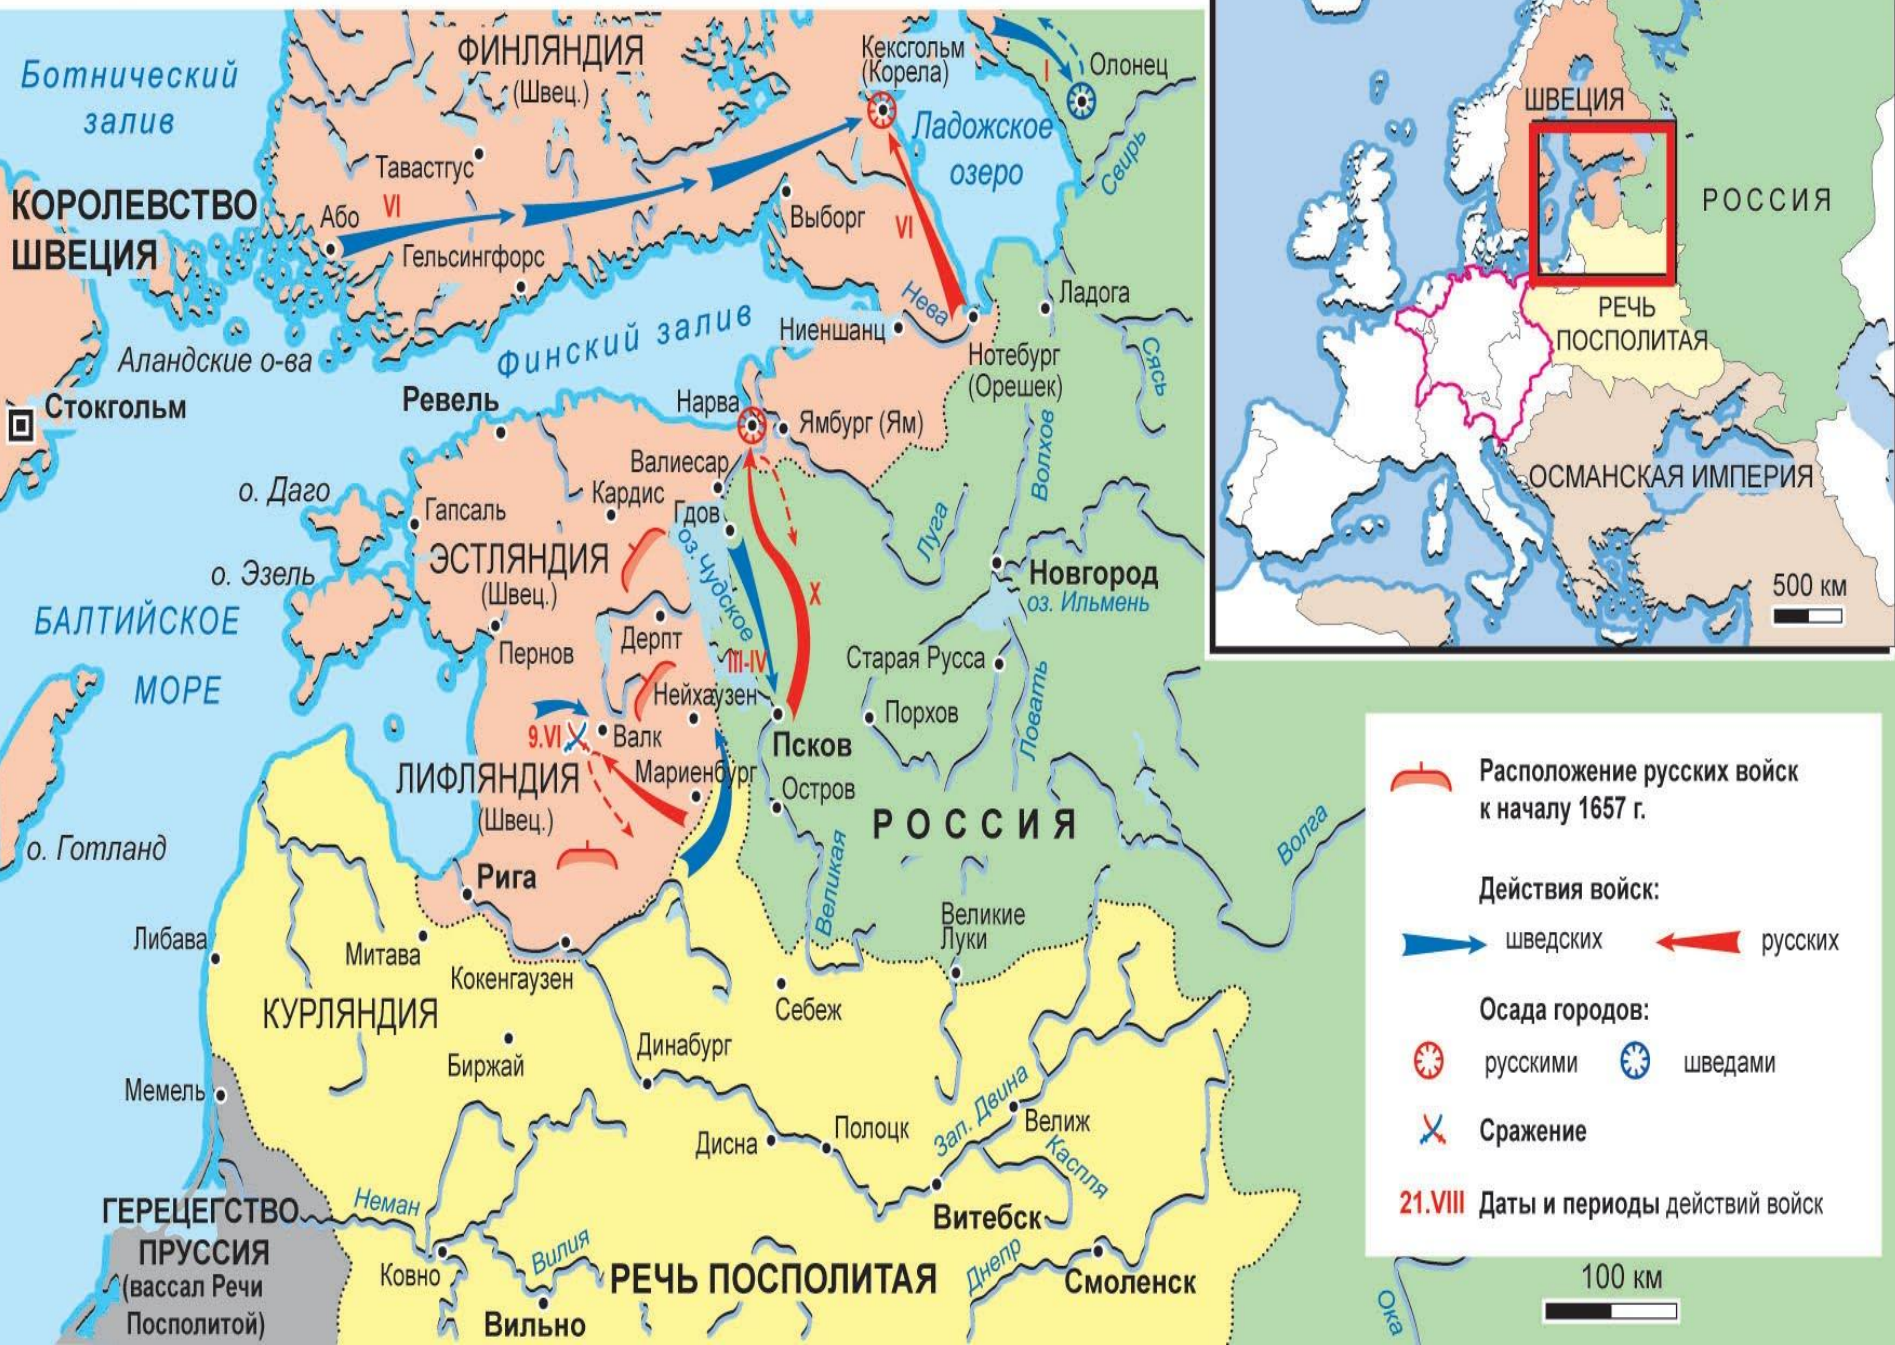 Ботнический
залив
ФИНЛЯНДИЯ
(Швец.)
Кексгольм
(Корела)
I
Олонец
Ладожское
озеро
Свирь
Тавастгус
КОРОЛЕВСТВО
ШВЕЦИЯ
Або
VI
Гельсингфорс
Выборг
VI
Нева
Ладога
Ниеншанц
Аландские о-ва
Финский залив
Нотебург
(Орешек)
Сясь
Стокгольм
Ревель
Нарва
Ямбург (Ям)
Волхов
Валиесар
о. Даго
Кардис
Гапсаль
Гдов
Луга
ЭСТЛЯНДИЯ
(Швец.)
о. Эзель
оз. Чудское
X
Новгород
оз. Ильмень
БАЛТИЙСКОЕ
МОРЕ
Пернов
Дерпт
III-IV
Старая Русса
Нейхаузен
Порхов
Ловать
9.VI
Валк
Псков
ЛИФЛЯНДИЯ
(Швец.)
Мариенбург
Остров
РОССИЯ
о. Готланд
Рига
Великая
Волга
Великие
Луки
Либава
Митава
Кокенгаузен
Себеж
КУРЛЯНДИЯ
Биржай
Динабург
Мемель
Дисна
Полоцк
Зап. Двина
Велиж
Каспля
ГЕРЕЦЕГСТВО
ПРУССИЯ
(вассал Речи
Посполитой)
Неман
Витебск
Ковно
Вилия
РЕЧЬ ПОСПОЛИТАЯ
Днепр
Смоленск
Вильно
Ока
ШВЕЦИЯ
РОССИЯ
РЕЧЬ
ПОСПОЛИТАЯ
ОСМАНСКАЯ ИМПЕРИЯ
500 км
Расположение русских войск
к началу 1657 г.
Действия войск:
шведских
русских
Осада городов:
русскими
шведами
Сражение
21.VIII Даты и периоды действий войск
100 км